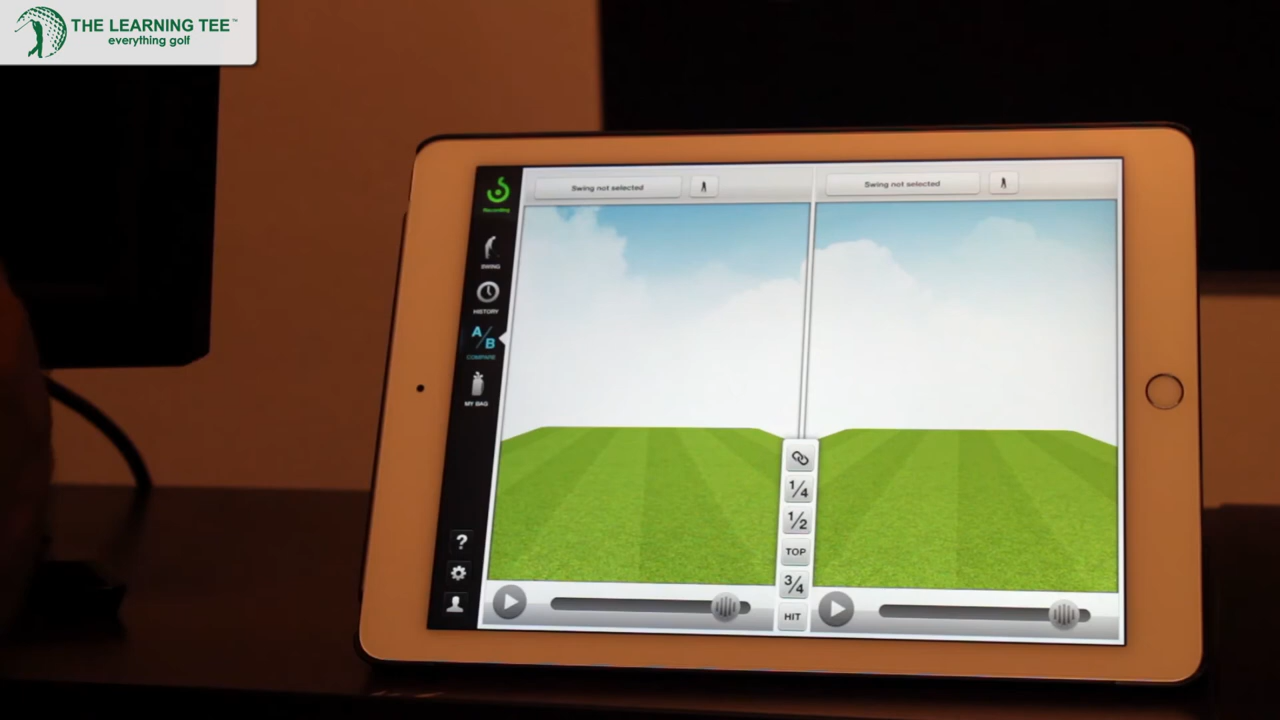 THE LEARNING TEE™
everything golf
Swing not selected
Swing not selected
Recording
SWING
HISTORY
A/B
COMPARE
MY BAG
1/4
1/2
TOP
3/4
HIT
?